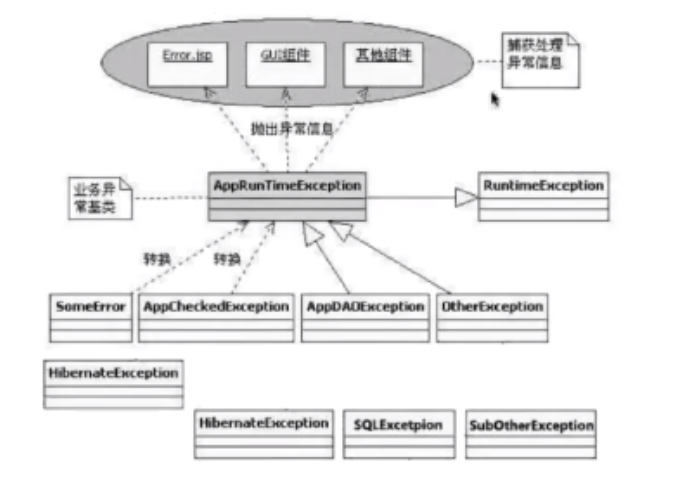 Error.jsp
GUI组件
其他组件
捕获处理
异常信息
抛出异常信息
业务异
常基类
AppRunTimeException
RuntimeException
转换
转换
SomeError
AppCheckedException
AppDAOException
OtherException
HibernateException
HibernateException
SQLExcetpion
SubOtherException